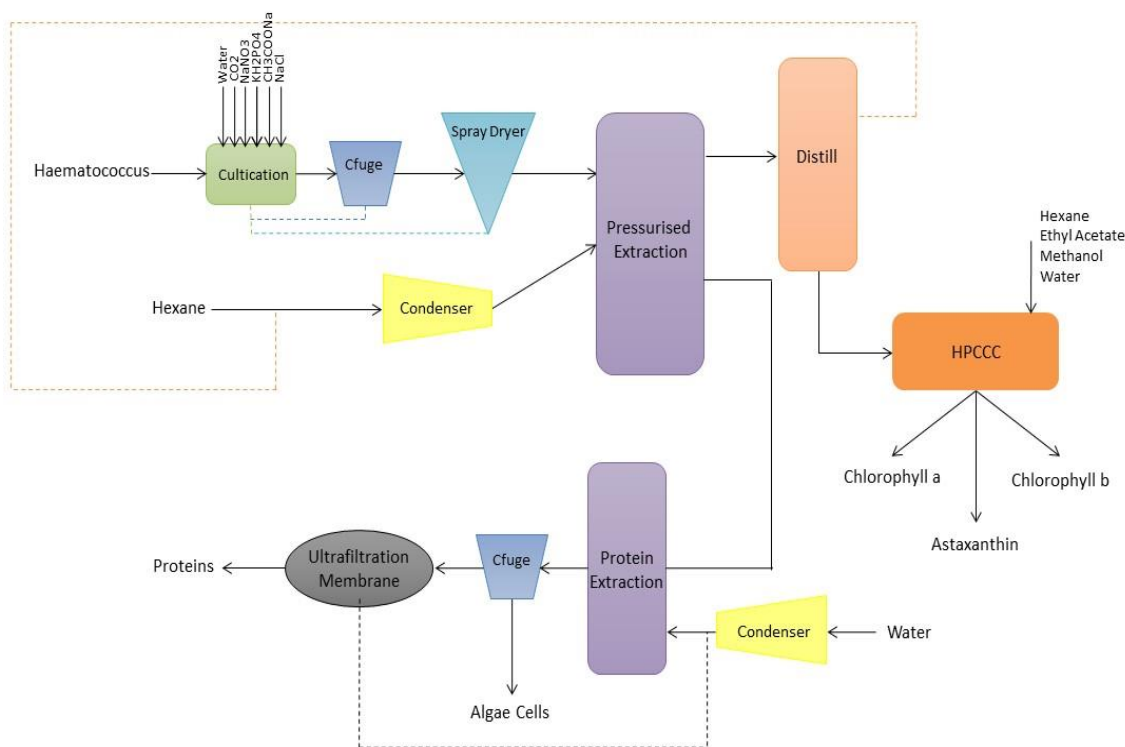 Water
CO2
NaNO3
KH2PO4
CH3COONa
NaCl
Haematococcus
Cultication
Cfuge
Spray Dryer
Pressurised
Extraction
Distill
Hexane
Condenser
Hexane
Ethyl Acetate
Methanol
Water
HPCCC
Chlorophyll a
Chlorophyll b
Astaxanthin
Proteins
Ultrafiltration
Membrane
Cfuge
Protein
Extraction
Condenser
Water
Algae Cells